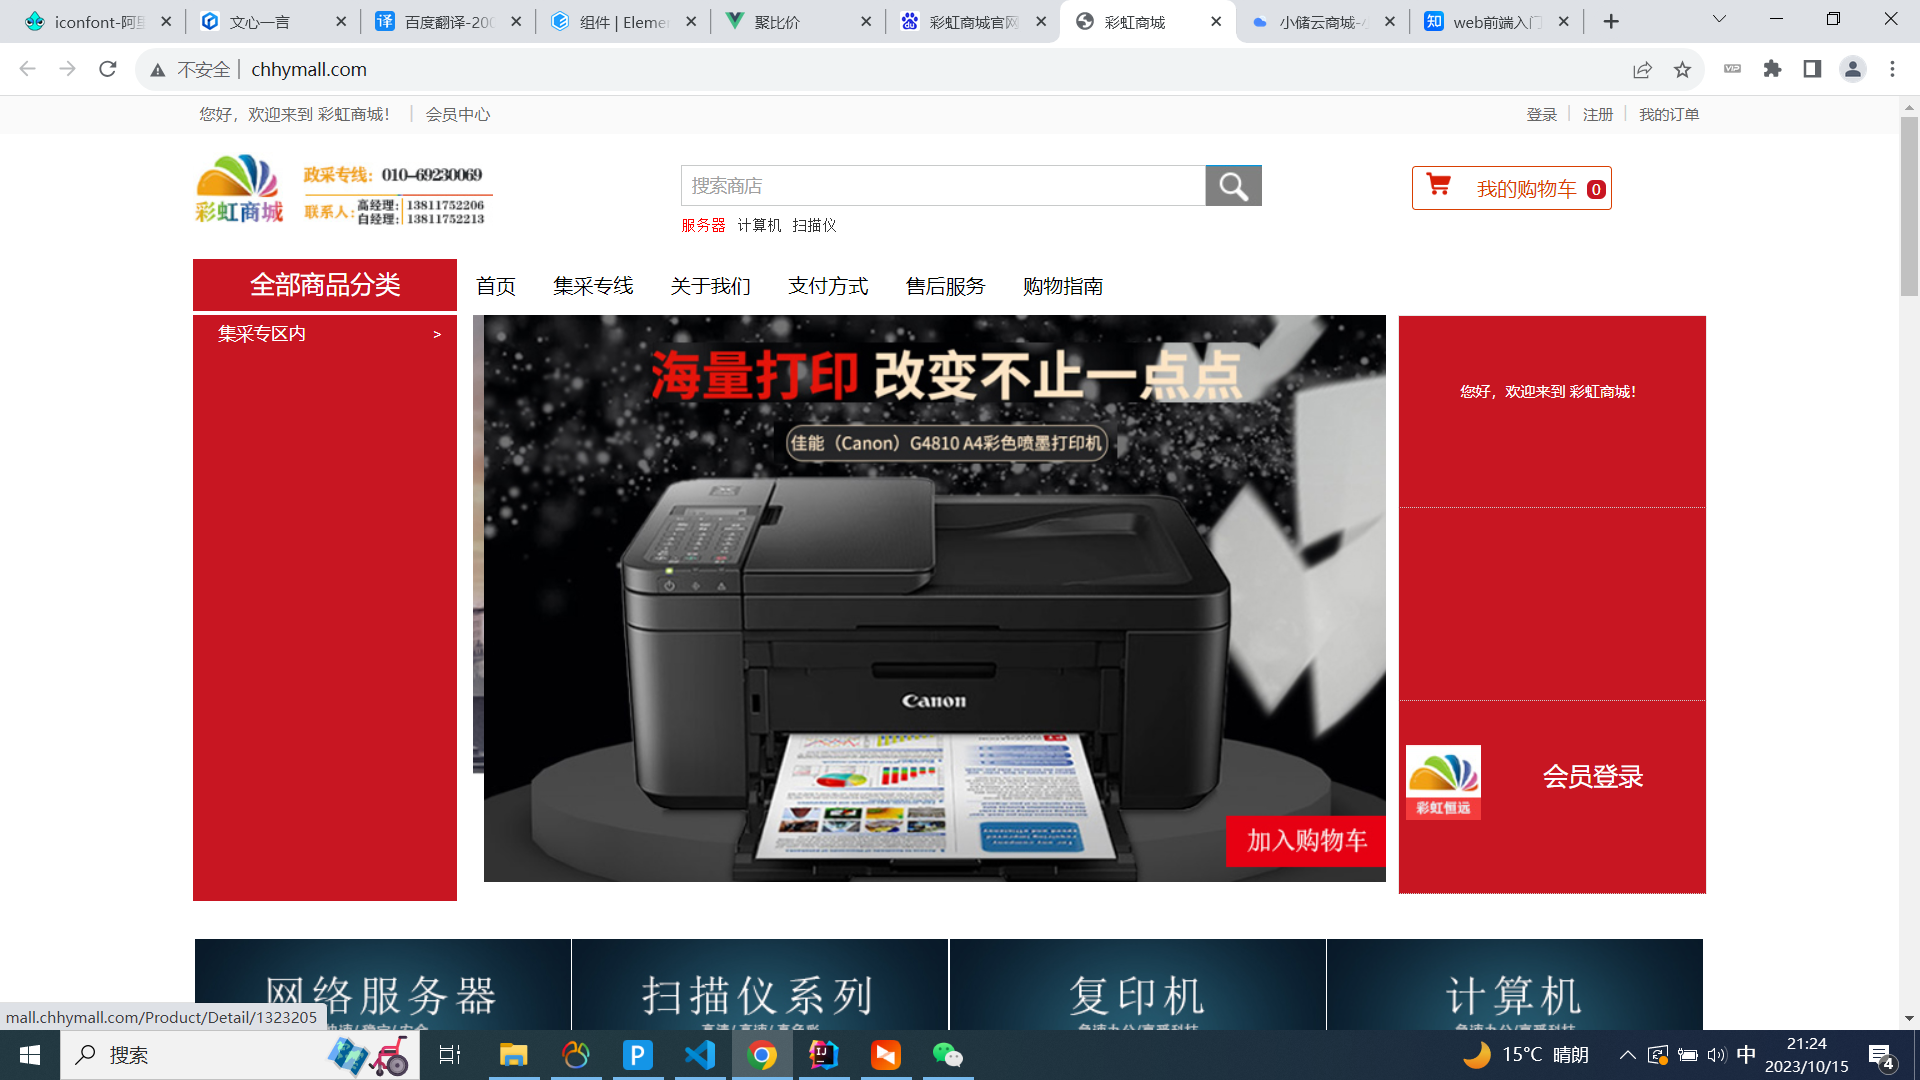 iconfont-阿里
文心一言
百度翻译-200
组件 | Elemen
聚比价
彩虹商城官网
彩虹商城
小储云商城-小
web前端入门
不安全
chhymall.com
您好，欢迎来到 彩虹商城！
会员中心
登录
注册
我的订单
彩虹商城
政采专线：010-69230069
联系人：
高经理：13811752206
自经理：13811752213
搜索商店
服务器 计算机 扫描仪
我的购物车 0
全部商品分类
首页 集采专线 关于我们 支付方式 售后服务 购物指南
集采专区内 >
海量打印 改变不止一点点
佳能（Canon）G4810 A4彩色喷墨打印机
Canon
加入购物车
您好，欢迎来到 彩虹商城！
彩虹恒远
会员登录
网络服务器
扫描仪系列
复印机
计算机
mall.chhymall.com/Product/Detail/1323205
搜索
15°C 晴朗
中
21:24
2023/10/15
4